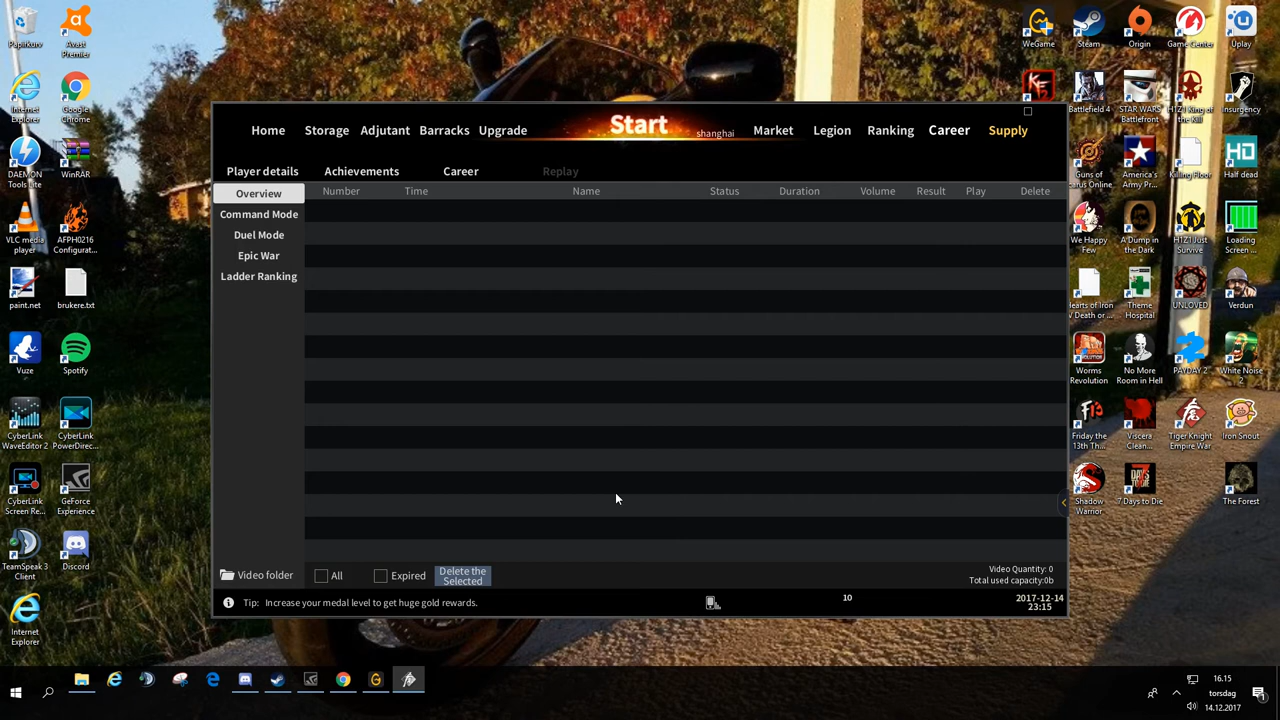 Papirkurv
Avast
Premier
Internet
Explorer
Google
Chrome
DAEMON
Tools Lite
WinRAR
VLC media
player
AFPH0216
Configurat...
paint.net
brukere.txt
Vuze
Spotify
CyberLink
WaveEditor 2
CyberLink
PowerDirec...
CyberLink
Screen Re...
GeForce
Experience
TeamSpeak 3
Client
Discord
Internet
Explorer
Home
Storage
Adjutant
Barracks
Upgrade
Start
shanghai
Market
Legion
Ranking
Career
Supply
Player details
Achievements
Career
Replay
Overview
Command Mode
Duel Mode
Epic War
Ladder Ranking
Number
Time
Name
Status
Duration
Volume
Result
Play
Delete
Video folder
All
Expired
Delete the
Selected
Video Quantity: 0
Total used capacity:0b
Tip: Increase your medal level to get huge gold rewards.
10
2017-12-14
23:15
WeGame
Steam
Origin
Game Center
Uplay
Battlefield 4
STAR WARS
Battlefront
H1Z1 King of
the Kill
Insurgency
Guns of
Icarus Online
America's
Army Pr...
Killing Floor
HD
Half dead
We Happy
Few
A Dump in
the Dark
H1Z1 Just
Survive
Loading
Screen ...
Hearts of Iron
V Death or ...
Theme
Hospital
UNLOVED
Verdun
Worms
Revolution
No More
Room in Hell
PAYDAY 2
White Noise
2
Friday the
13th Th...
Viscera
Clean...
Tiger Knight
Empire War
Iron Snout
Shadow
Warrior
7 Days to Die
The Forest
16.15
torsdag
14.12.2017